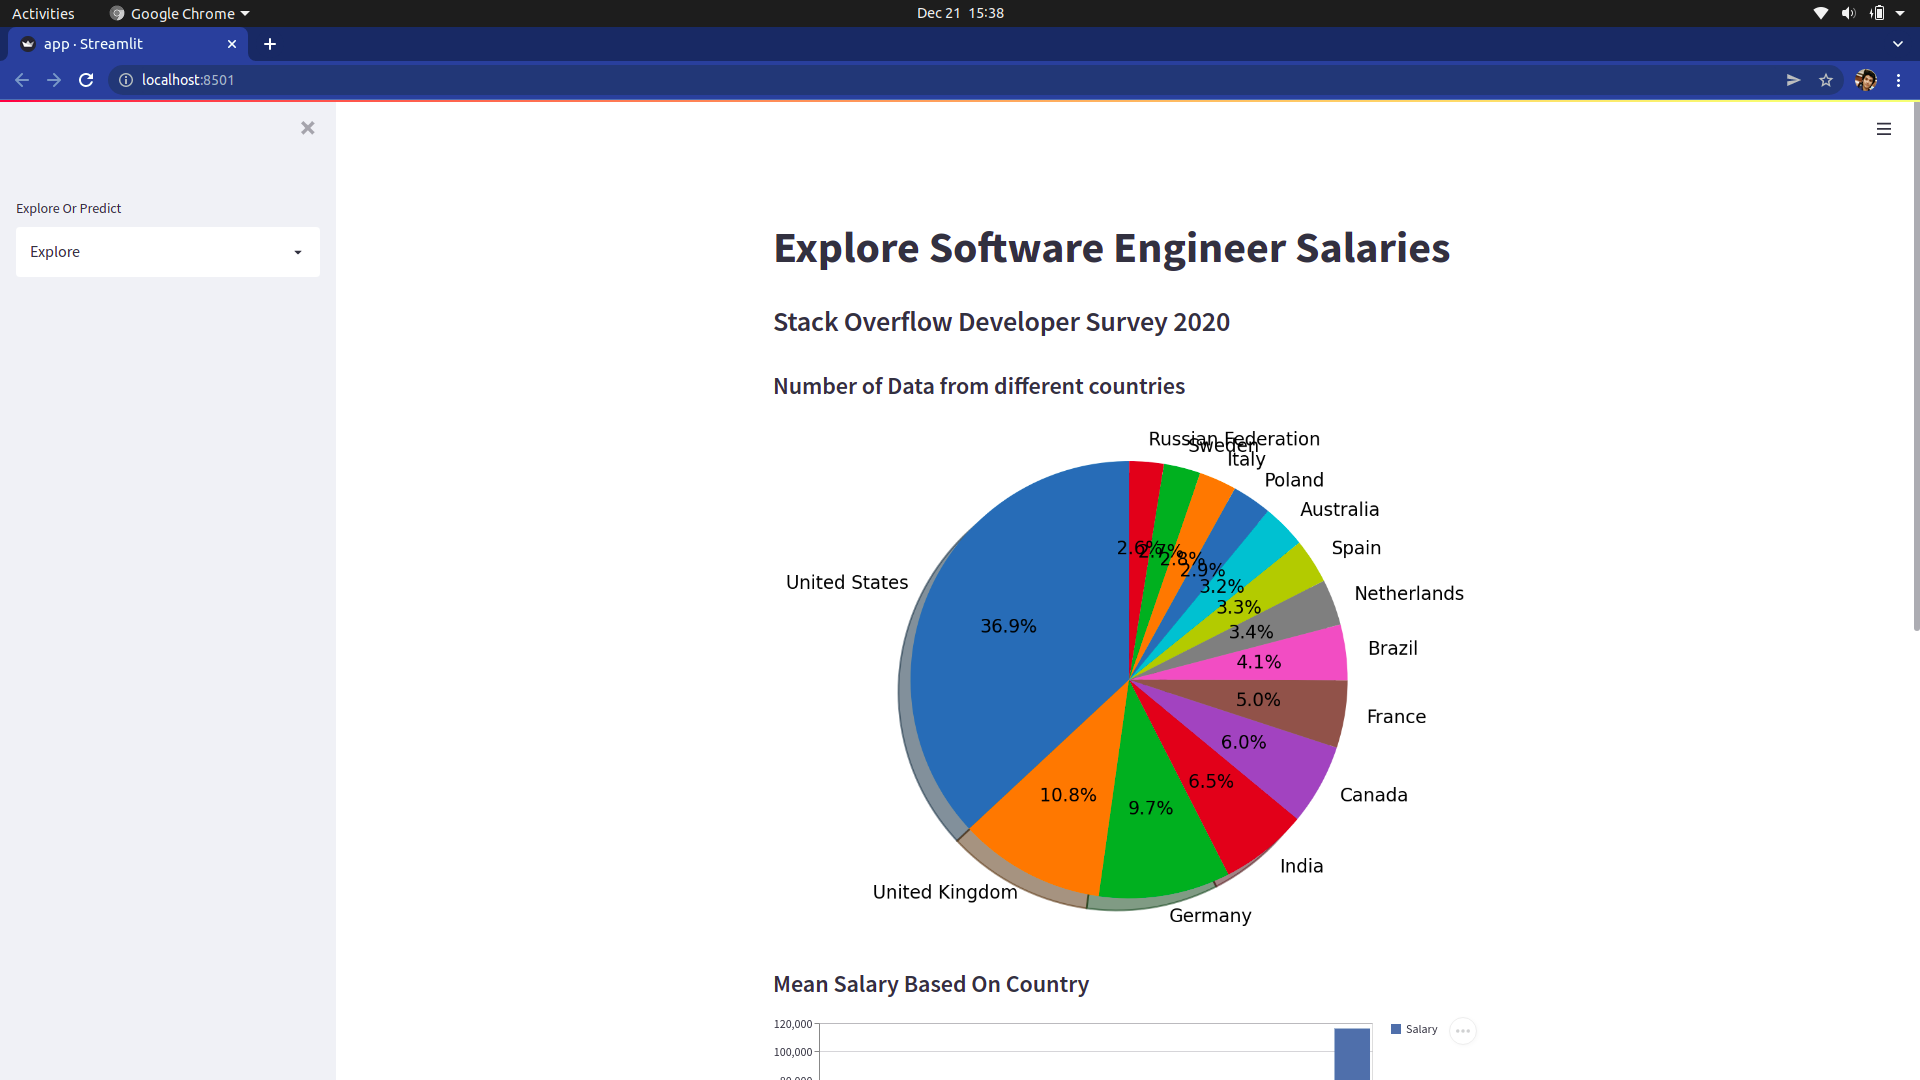 Activities
Google Chrome
Dec 21 15:38
app · Streamlit
localhost:8501
Explore Or Predict
Explore
Explore Software Engineer Salaries
Stack Overflow Developer Survey 2020
Number of Data from different countries
Russian Federation
Sweden
Italy
Poland
Australia
Spain
Netherlands
Brazil
France
Canada
India
Germany
United Kingdom
United States
2.6%
2.7%
2.8%
2.9%
3.2%
3.3%
3.4%
4.1%
5.0%
6.0%
6.5%
9.7%
10.8%
36.9%
Mean Salary Based On Country
120,000
100,000
80,000
Salary